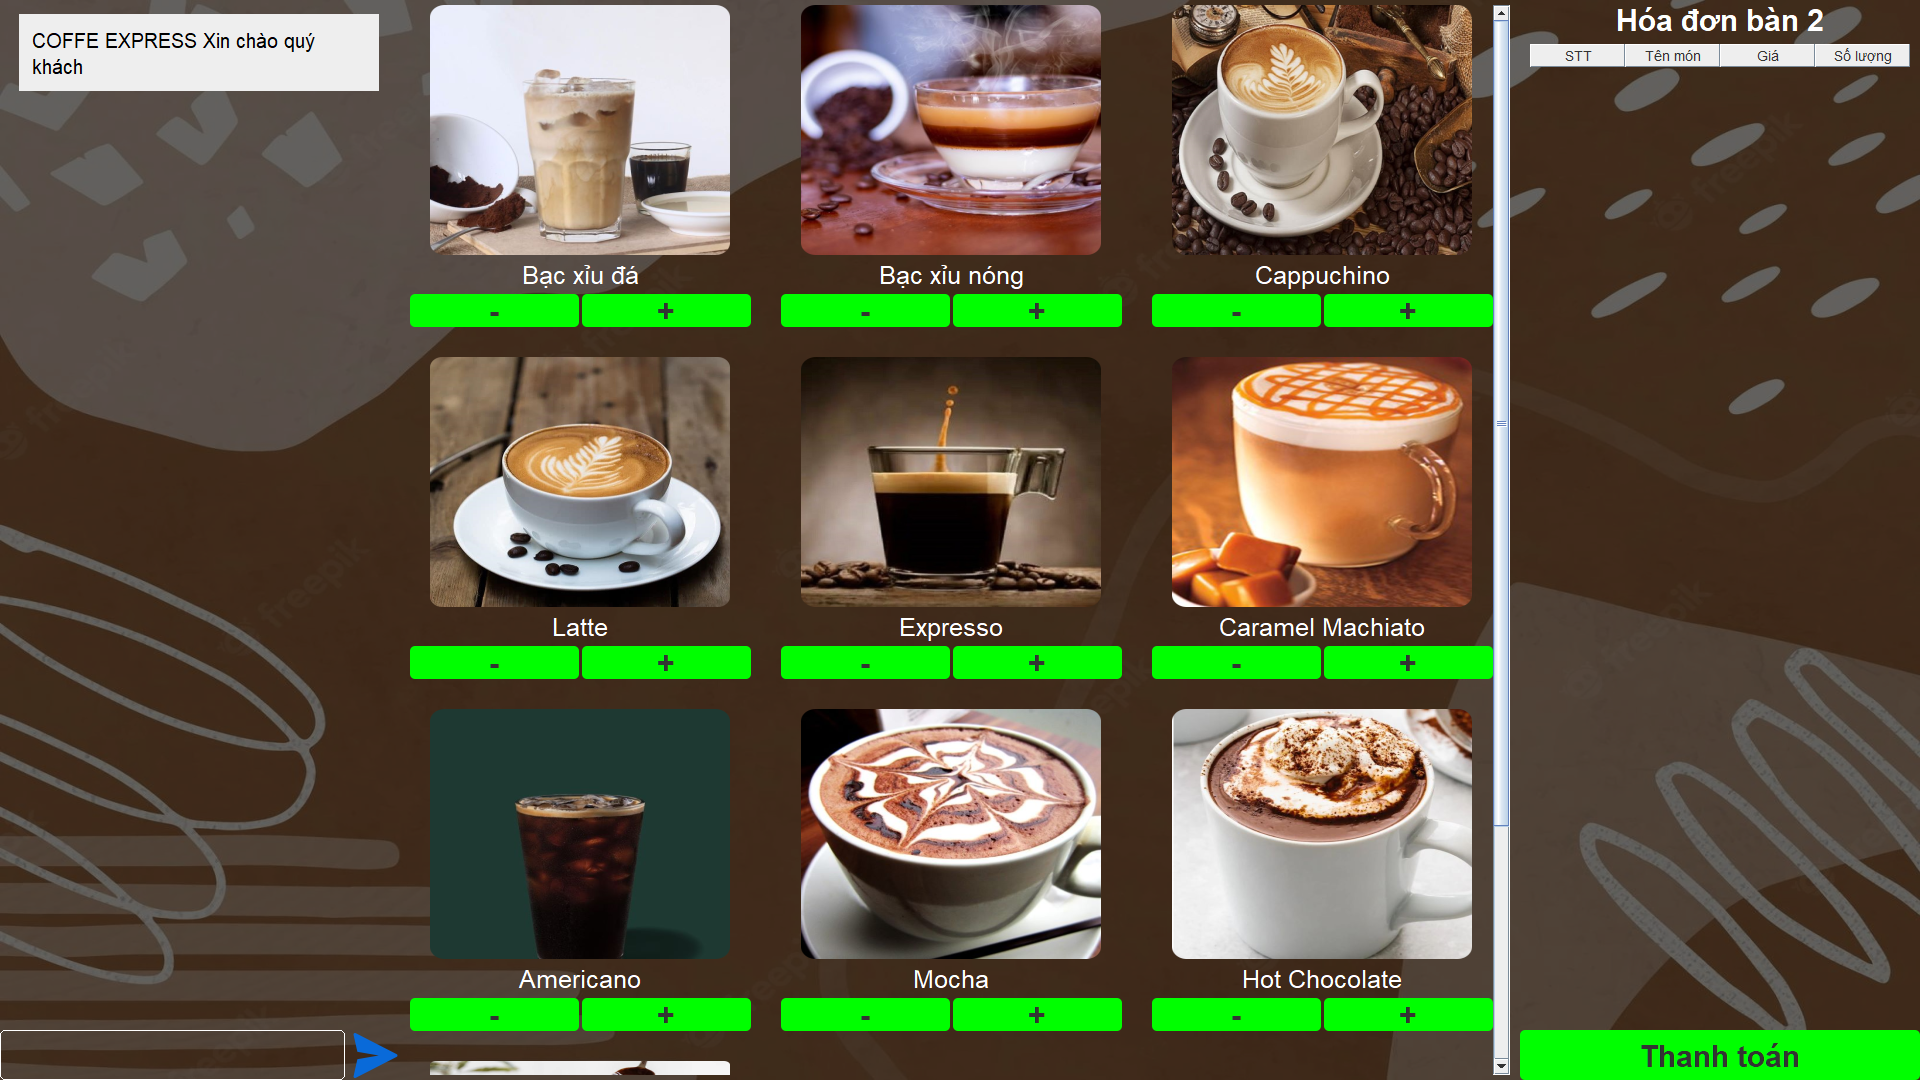 COFFE EXPRESS Xin chào quý
khách
Bạc xỉu đá
- +
Bạc xỉu nóng
- +
Cappuchino
- +
Latte
- +
Expresso
- +
Caramel Machiato
- +
Americano
- +
Mocha
- +
Hot Chocolate
- +
Hóa đơn bàn 2
STT Tên món Giá Số lượng
Thanh toán
freepik